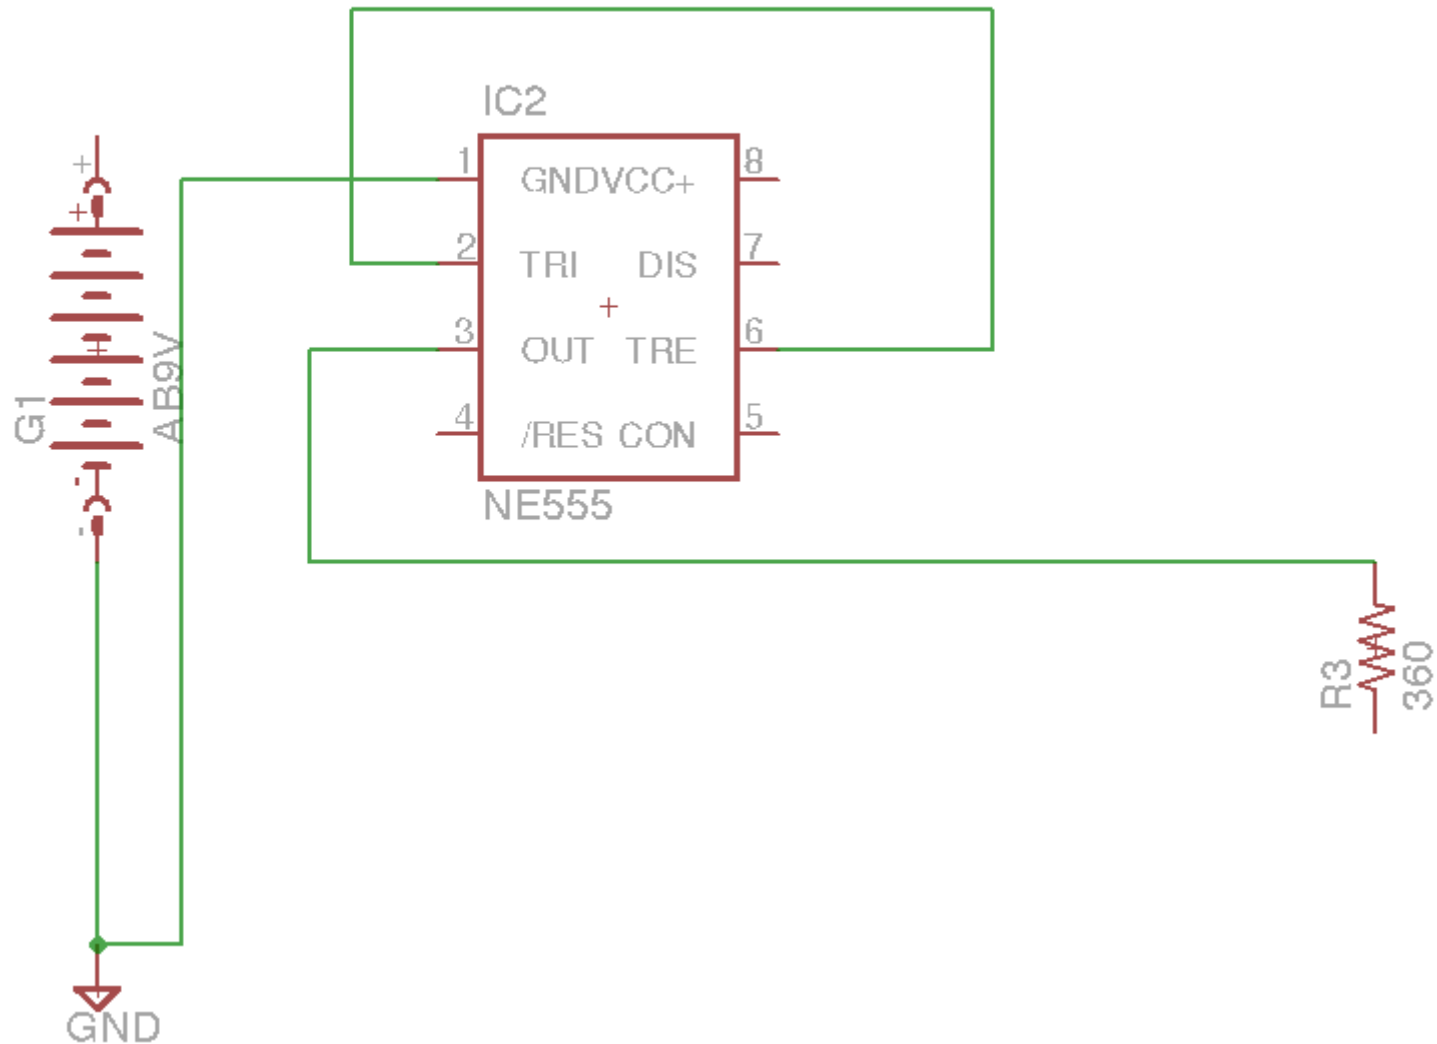 IC2
1 GNDVCC+ 8
2 TRI DIS 7
3 OUT TRE 6
4 /RES CON 5
NE555
+
+
-
-
G1
AB9V
GND
R3
360